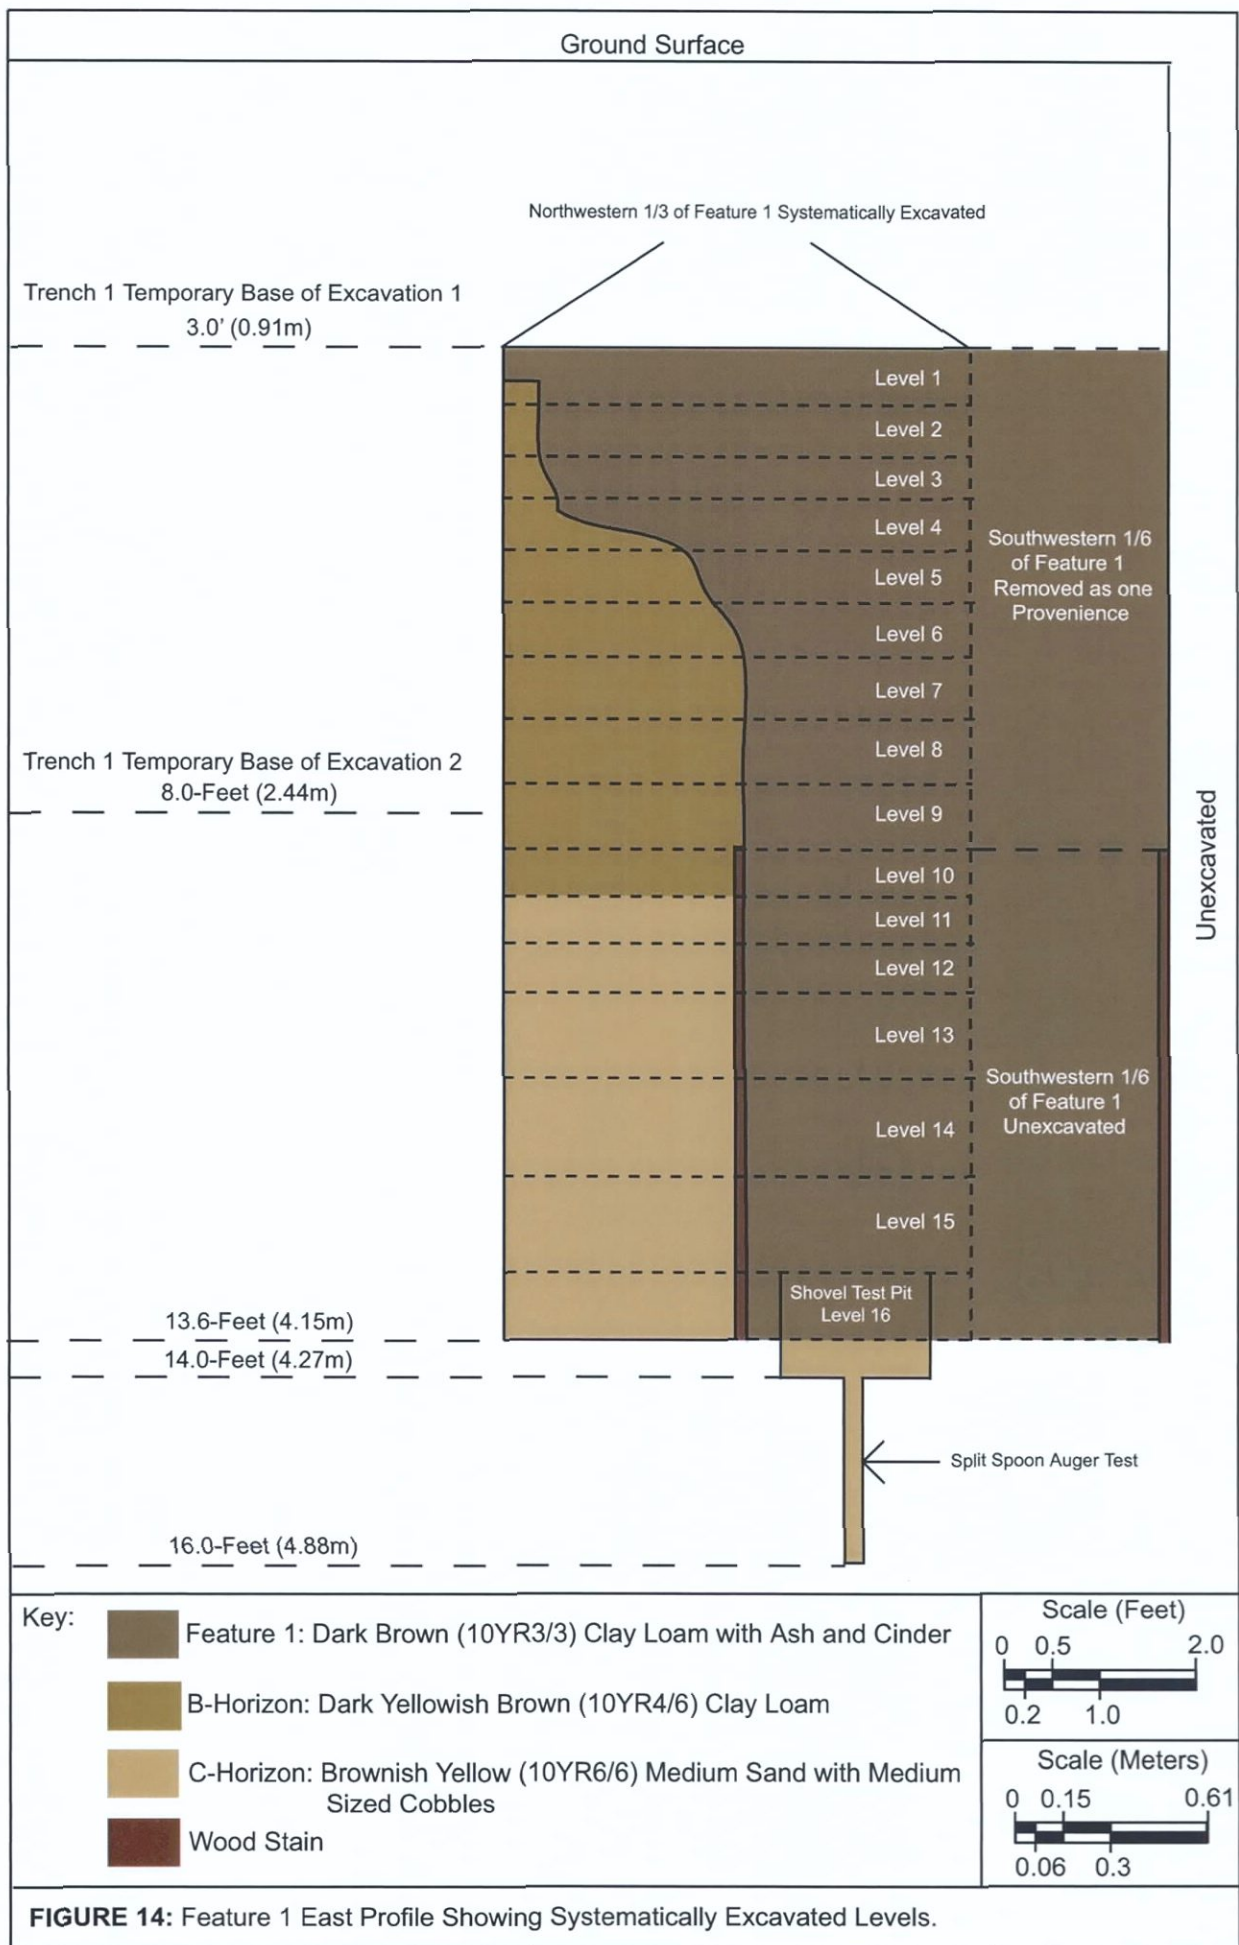 Ground Surface
Northwestern 1/3 of Feature 1 Systematically Excavated
Trench 1 Temporary Base of Excavation 1
3.0' (0.91m)
Level 1
Level 2
Level 3
Level 4
Level 5
Level 6
Level 7
Level 8
Level 9
Level 10
Level 11
Level 12
Level 13
Level 14
Level 15
Shovel Test Pit
Level 16
Southwestern 1/6
of Feature 1
Removed as one
Provenience
Southwestern 1/6
of Feature 1
Unexcavated
Unexcavated
Trench 1 Temporary Base of Excavation 2
8.0-Feet (2.44m)
13.6-Feet (4.15m)
14.0-Feet (4.27m)
Split Spoon Auger Test
16.0-Feet (4.88m)
Key:
Feature 1: Dark Brown (10YR3/3) Clay Loam with Ash and Cinder
B-Horizon: Dark Yellowish Brown (10YR4/6) Clay Loam
C-Horizon: Brownish Yellow (10YR6/6) Medium Sand with Medium
Sized Cobbles
Wood Stain
Scale (Feet)
0 0.5 2.0
0.2 1.0
Scale (Meters)
0 0.15 0.61
0.06 0.3
FIGURE 14: Feature 1 East Profile Showing Systematically Excavated Levels.